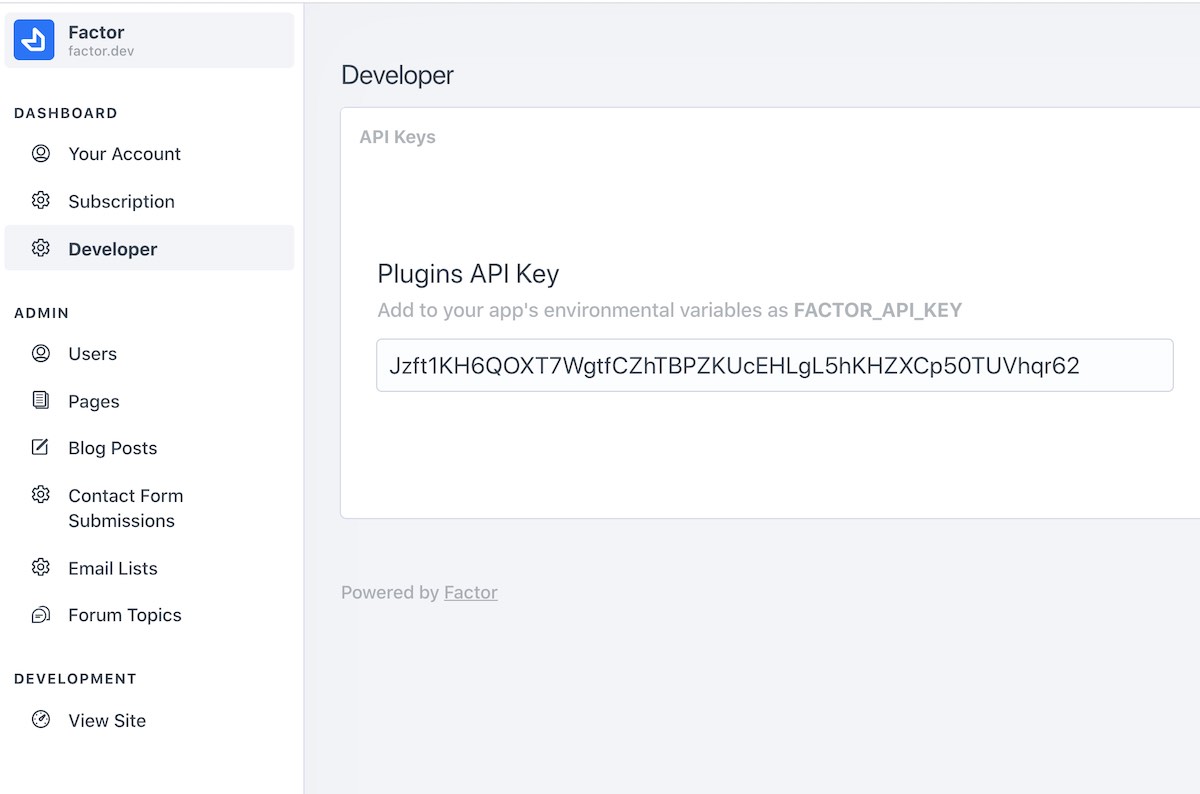 Factor
factor.dev
DASHBOARD
Your Account
Subscription
Developer
ADMIN
Users
Pages
Blog Posts
Contact Form
Submissions
Email Lists
Forum Topics
DEVELOPMENT
View Site
Developer
API Keys
Plugins API Key
Add to your app's environmental variables as FACTOR_API_KEY
Jzft1KH6QOXT7WgtfCZhTBPZKUcEHLgL5hKHZXCp50TUVhqr62
Powered by Factor